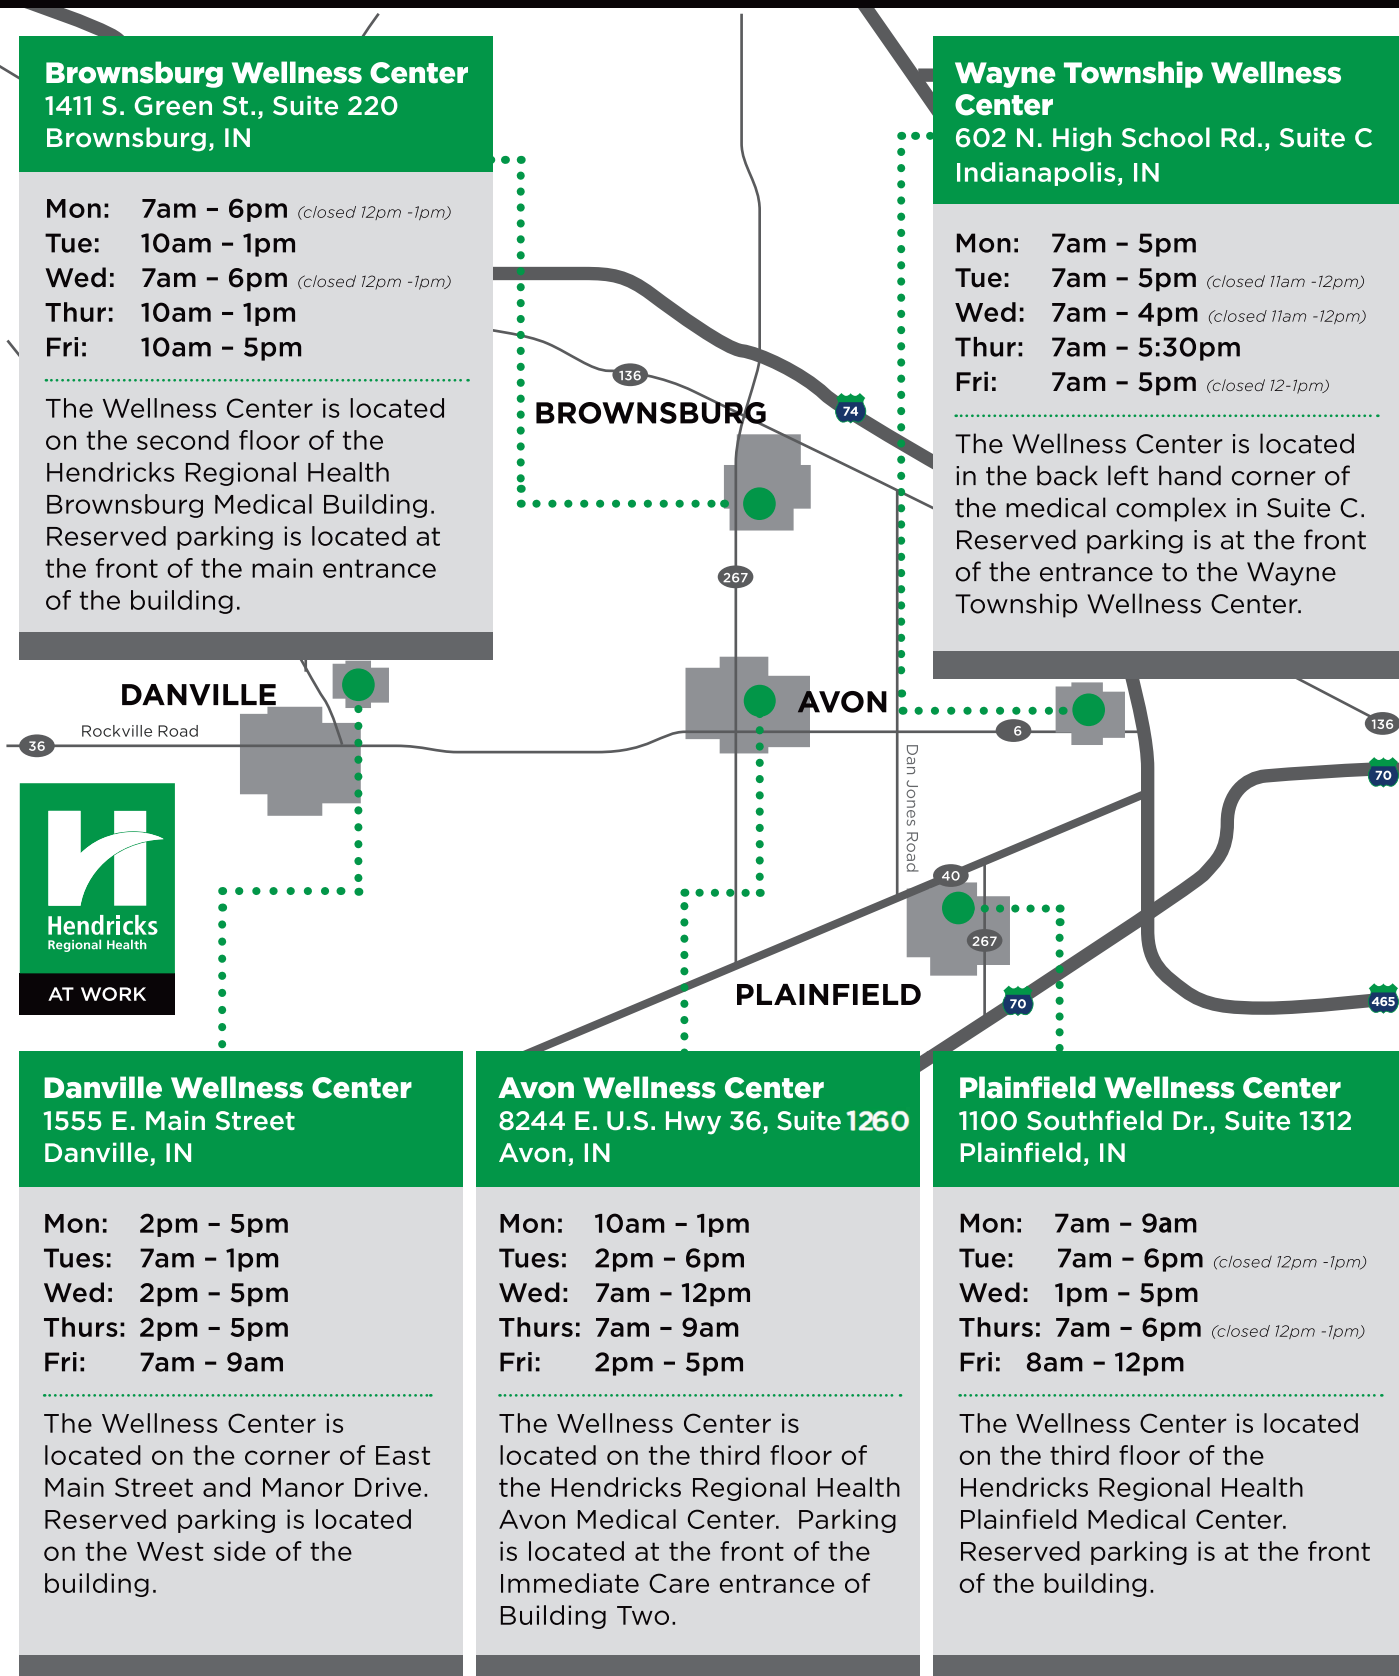 Brownsburg Wellness Center
1411 S. Green St., Suite 220
Brownsburg, IN
Mon: 7am – 6pm (closed 12pm -1pm)
Tue: 10am – 1pm
Wed: 7am – 6pm (closed 12pm -1pm)
Thur: 10am – 1pm
Fri: 10am – 5pm
The Wellness Center is located
on the second floor of the
Hendricks Regional Health
Brownsburg Medical Building.
Reserved parking is located at
the front of the main entrance
of the building.
Wayne Township Wellness
Center
602 N. High School Rd., Suite C
Indianapolis, IN
Mon: 7am – 5pm
Tue: 7am – 5pm (closed 11am -12pm)
Wed: 7am – 4pm (closed 11am -12pm)
Thur: 7am – 5:30pm
Fri: 7am – 5pm (closed 12-1pm)
The Wellness Center is located
in the back left hand corner of
the medical complex in Suite C.
Reserved parking is at the front
of the entrance to the Wayne
Township Wellness Center.
136
BROWNSBURG
74
267
DANVILLE
AVON
Rockville Road
36
6
136
Dan Jones Road
70
40
267
PLAINFIELD
70
465
Hendricks
Regional Health
AT WORK
Danville Wellness Center
1555 E. Main Street
Danville, IN
Mon: 2pm – 5pm
Tues: 7am – 1pm
Wed: 2pm – 5pm
Thurs: 2pm – 5pm
Fri: 7am – 9am
The Wellness Center is
located on the corner of East
Main Street and Manor Drive.
Reserved parking is located
on the West side of the
building.
Avon Wellness Center
8244 E. U.S. Hwy 36, Suite 1260
Avon, IN
Mon: 10am – 1pm
Tues: 2pm – 6pm
Wed: 7am – 12pm
Thurs: 7am – 9am
Fri: 2pm – 5pm
The Wellness Center is
located on the third floor of
the Hendricks Regional Health
Avon Medical Center. Parking
is located at the front of the
Immediate Care entrance of
Building Two.
Plainfield Wellness Center
1100 Southfield Dr., Suite 1312
Plainfield, IN
Mon: 7am – 9am
Tue: 7am – 6pm (closed 12pm -1pm)
Wed: 1pm – 5pm
Thurs: 7am – 6pm (closed 12pm -1pm)
Fri: 8am – 12pm
The Wellness Center is located
on the third floor of the
Hendricks Regional Health
Plainfield Medical Center.
Reserved parking is at the front
of the building.